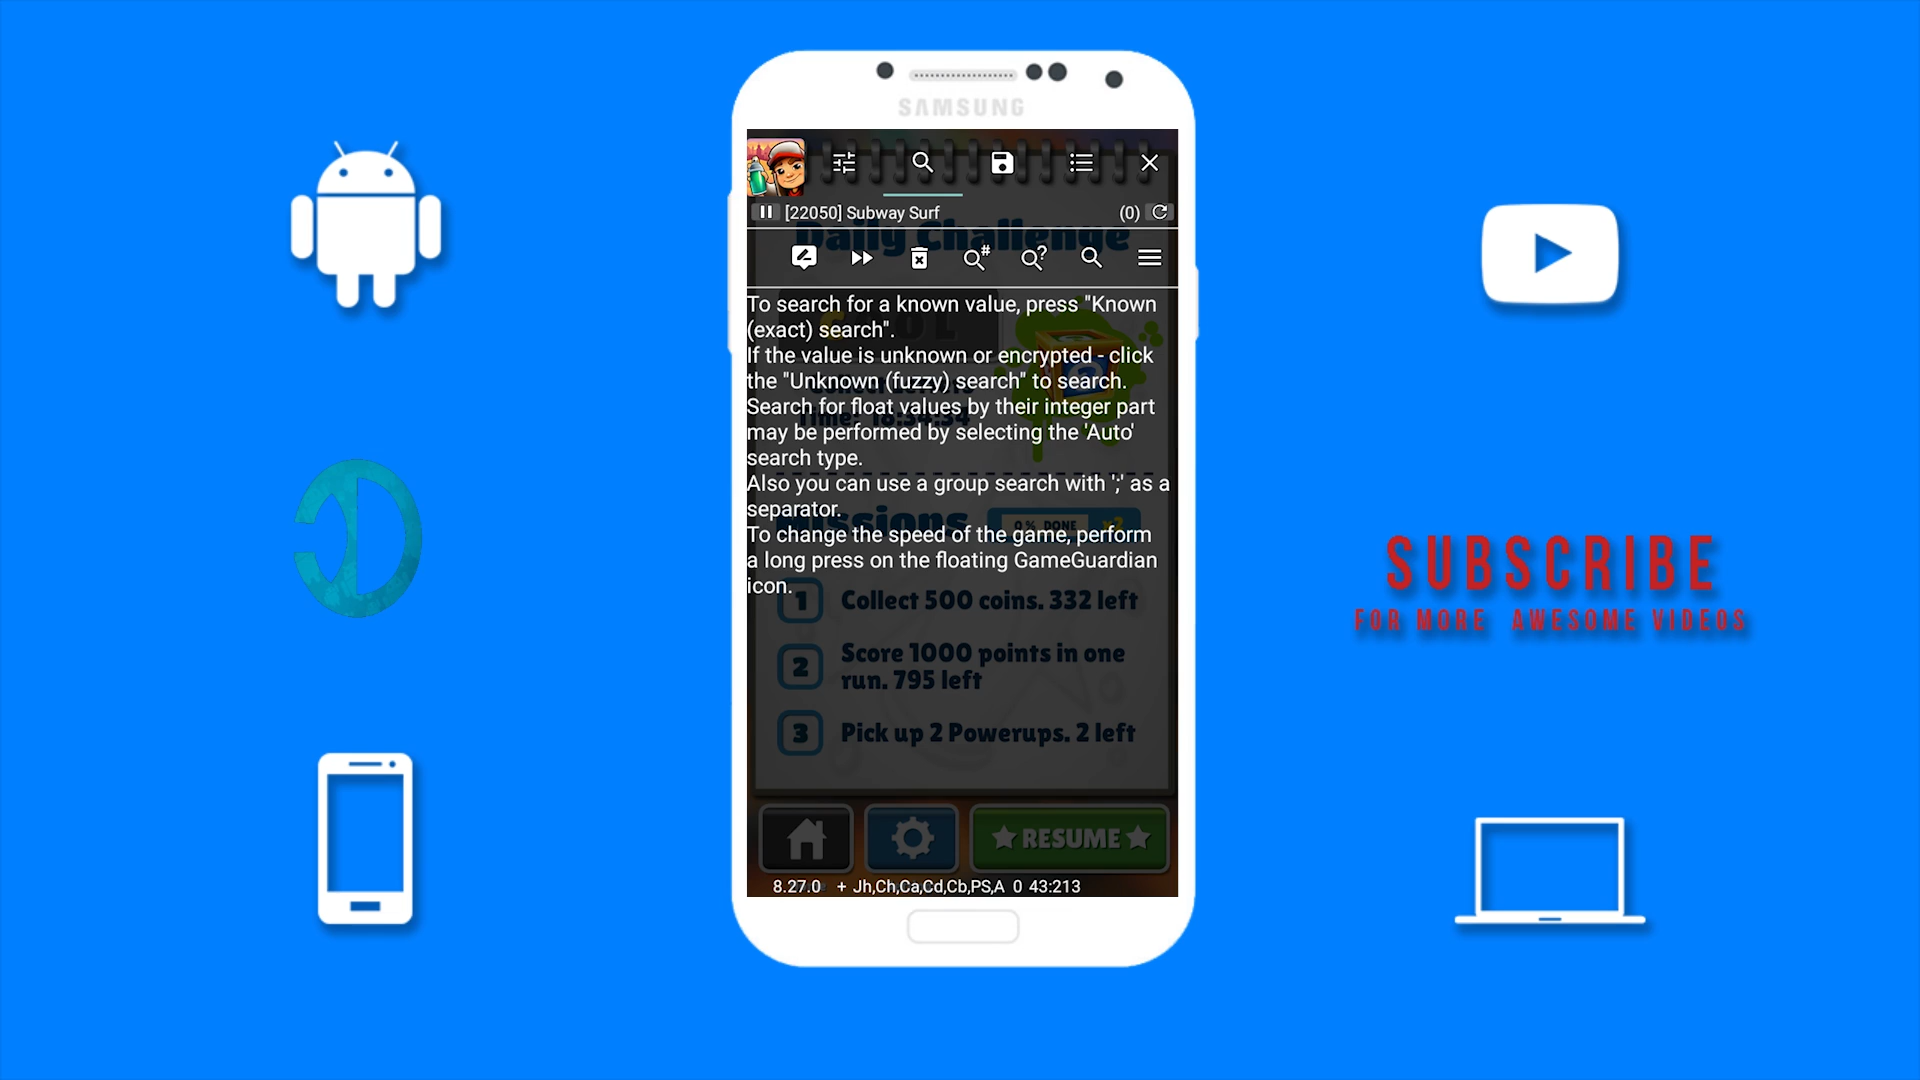 SAMSUNG
[22050] Subway Surf (0)
Daily Challenge
To search for a known value, press "Known
(exact) search".
If the value is unknown or encrypted - click
the "Unknown (fuzzy) search" to search.
Search for float values by their integer part
may be performed by selecting the 'Auto'
search type.
Also you can use a group search with ';' as a
separator.
Missions 0% DONE
To change the speed of the game, perform
a long press on the floating GameGuardian
icon.
1 Collect 500 coins. 332 left
2 Score 1000 points in one
run. 795 left
3 Pick up 2 Powerups. 2 left
RESUME
8.27.0 + Jh,Ch,Ca,Cd,Cb,PS,A 0 43:213
SUBSCRIBE
FOR MORE AWESOME VIDEOS